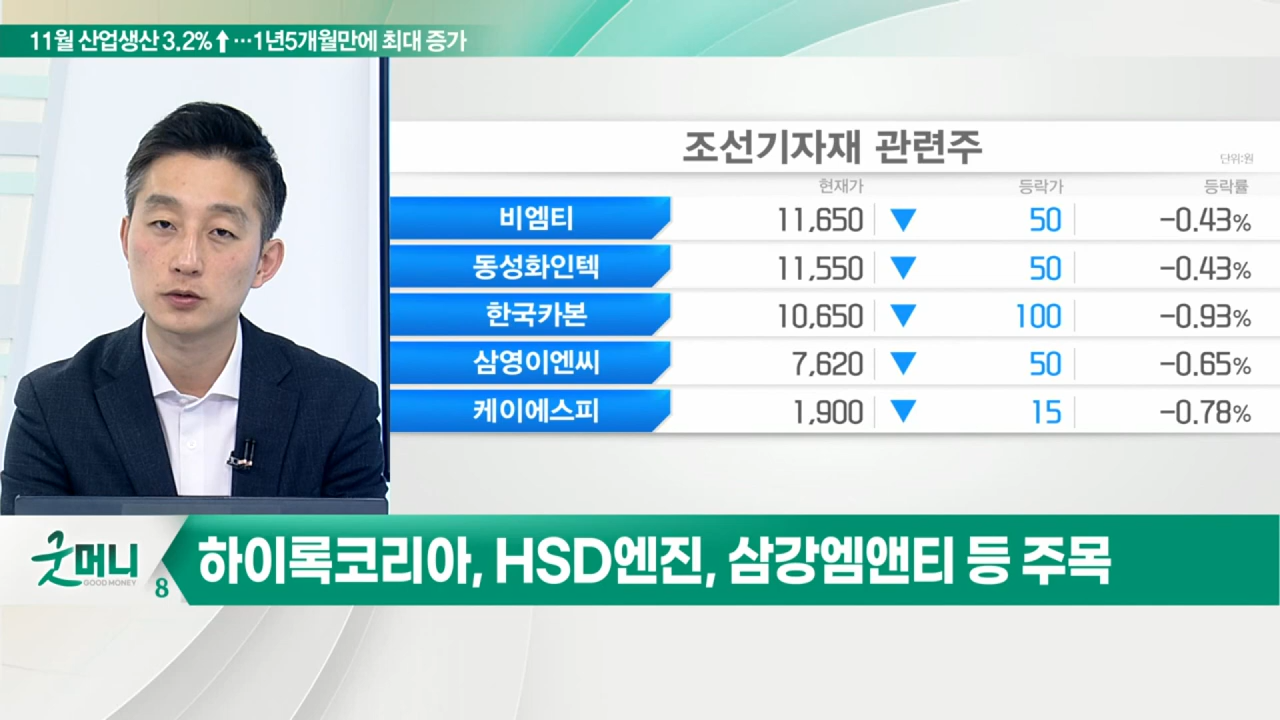 11월 산업생산 3.2%↑…1년5개월만에 최대 증가
조선기자재 관련주
단위:원
현재가 등락가 등락률
비엠티 11,650 ▼ 50 -0.43%
동성화인텍 11,550 ▼ 50 -0.43%
한국카본 10,650 ▼ 100 -0.93%
삼영이엔씨 7,620 ▼ 50 -0.65%
케이에스피 1,900 ▼ 15 -0.78%
굿머니
GOOD MONEY
8
하이록코리아, HSD엔진, 삼강엠앤티 등 주목